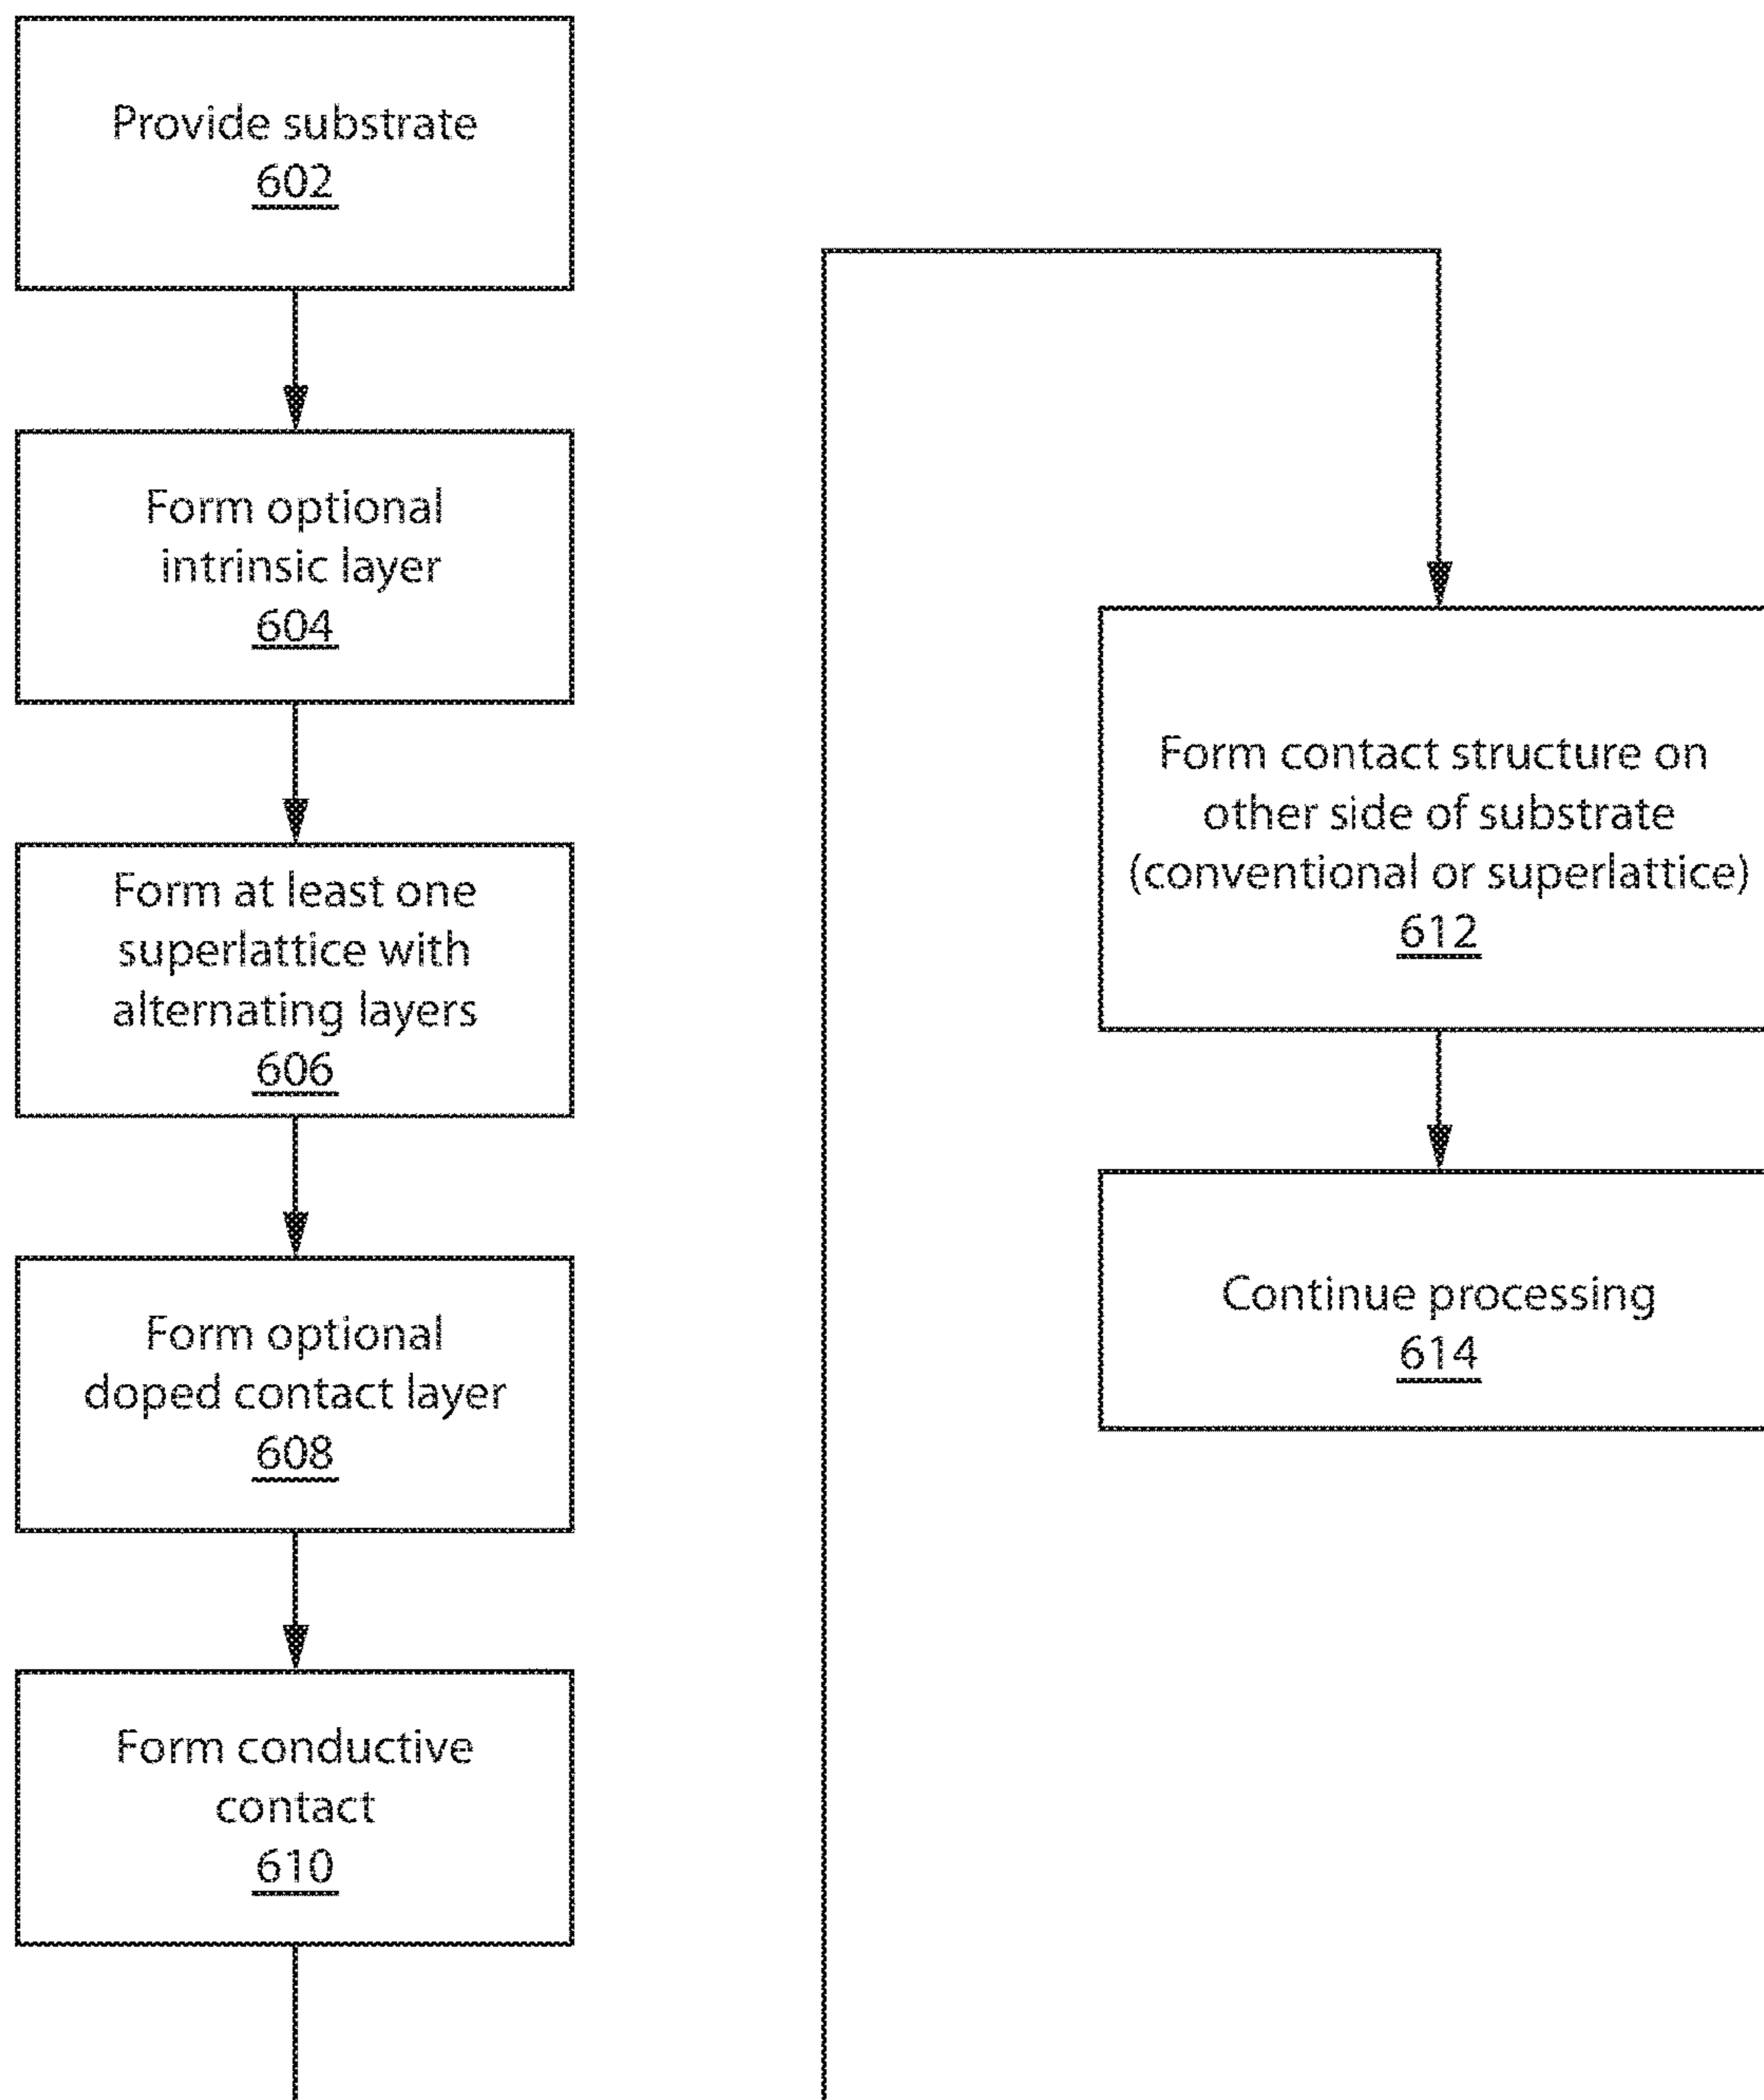 Provide substrate
602
Form optional
intrinsic layer
604
Form at least one
superlattice with
alternating layers
606
Form optional
doped contact layer
608
Form conductive
contact
610
Form contact structure on
other side of substrate
(conventional or superlattice)
612
Continue processing
614